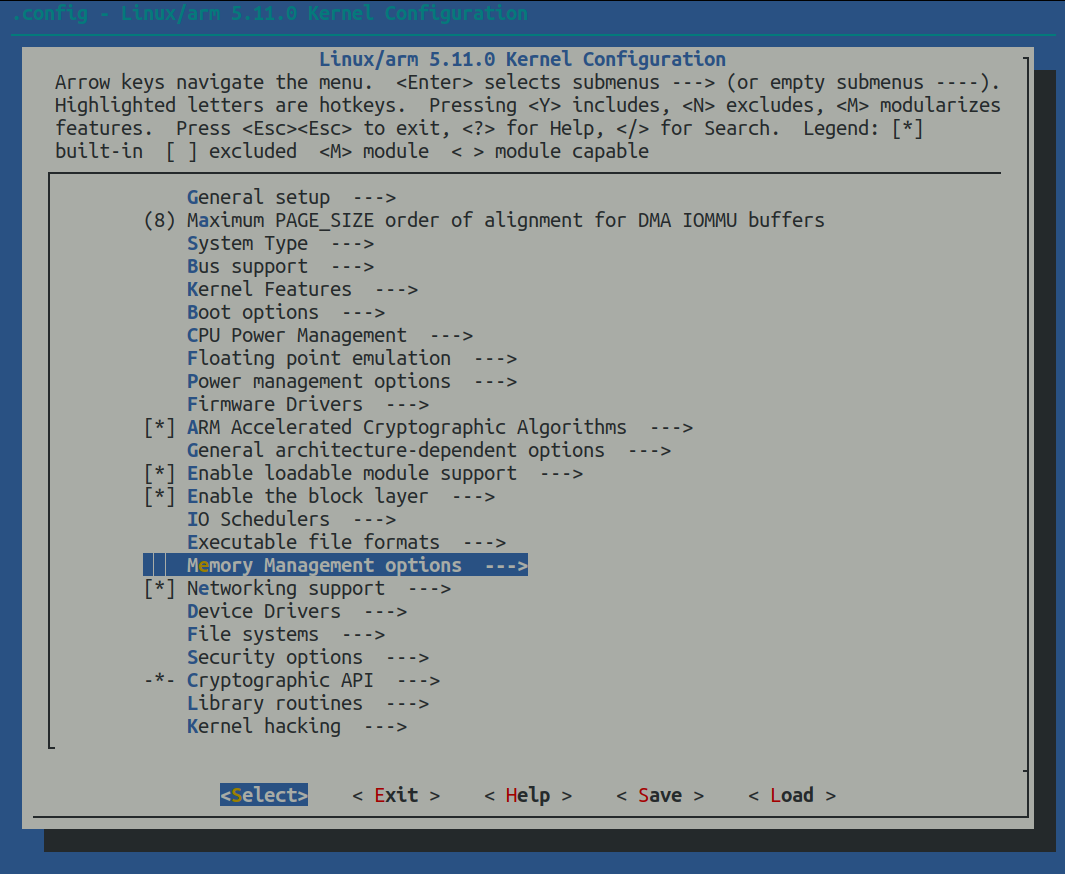 .config - Linux/arm 5.11.0 Kernel Configuration
Linux/arm 5.11.0 Kernel Configuration
Arrow keys navigate the menu.  <Enter> selects submenus ---> (or empty submenus ----).
Highlighted letters are hotkeys.  Pressing <Y> includes, <N> excludes, <M> modularizes
features.  Press <Esc><Esc> to exit, <?> for Help, </> for Search.  Legend: [*]
built-in  [ ] excluded  <M> module  < > module capable
General setup  --->
(8) Maximum PAGE_SIZE order of alignment for DMA IOMMU buffers
System Type  --->
Bus support  --->
Kernel Features  --->
Boot options  --->
CPU Power Management  --->
Floating point emulation  --->
Power management options  --->
Firmware Drivers  --->
[*] ARM Accelerated Cryptographic Algorithms  --->
General architecture-dependent options  --->
[*] Enable loadable module support  --->
[*] Enable the block layer  --->
IO Schedulers  --->
Executable file formats  --->
Memory Management options  --->
[*] Networking support  --->
Device Drivers  --->
File systems  --->
Security options  --->
-*- Cryptographic API  --->
Library routines  --->
Kernel hacking  --->
<Select>    < Exit >    < Help >    < Save >    < Load >